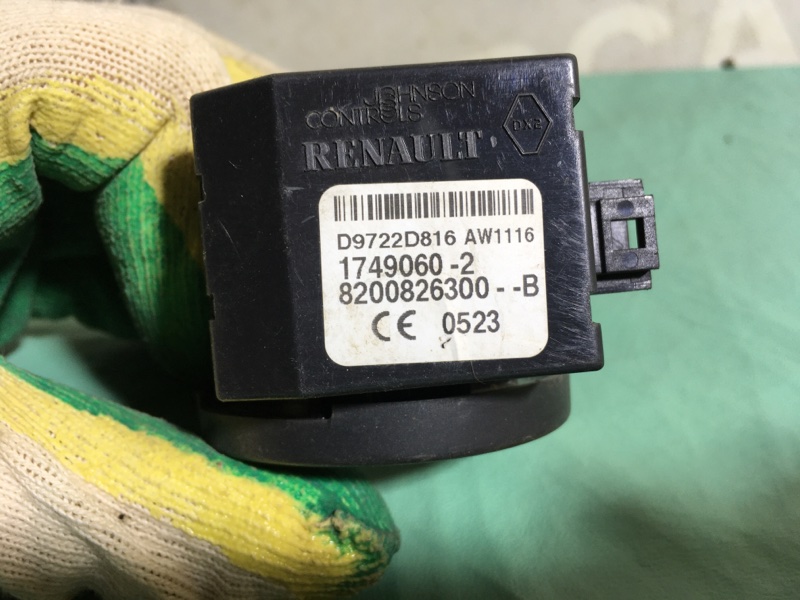 JOHNSON
CONTROLS
RENAULT
DX2
D9722D816 AW1116
1749060-2
8200826300--B
CE 0523